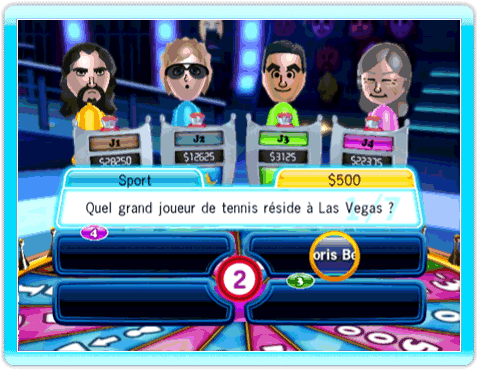 J1
J2
J3
J4
$28250
$12625
$3125
$22375
Sport
$500
Quel grand joueur de tennis réside à Las Vegas ?
4
oris Be
2
3